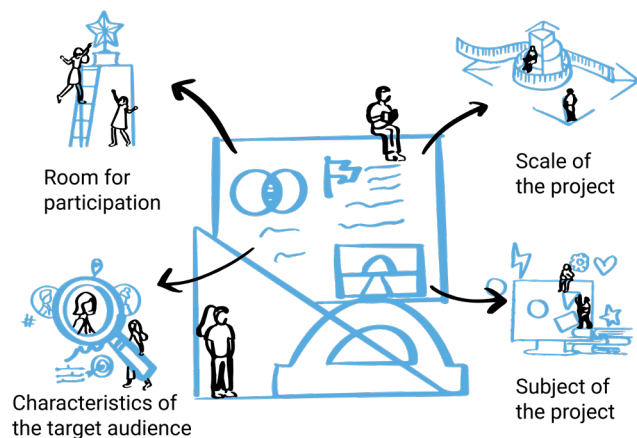 Room for
participation
Scale of
the project
#
Characteristics of
the target audience
Subject of
the project